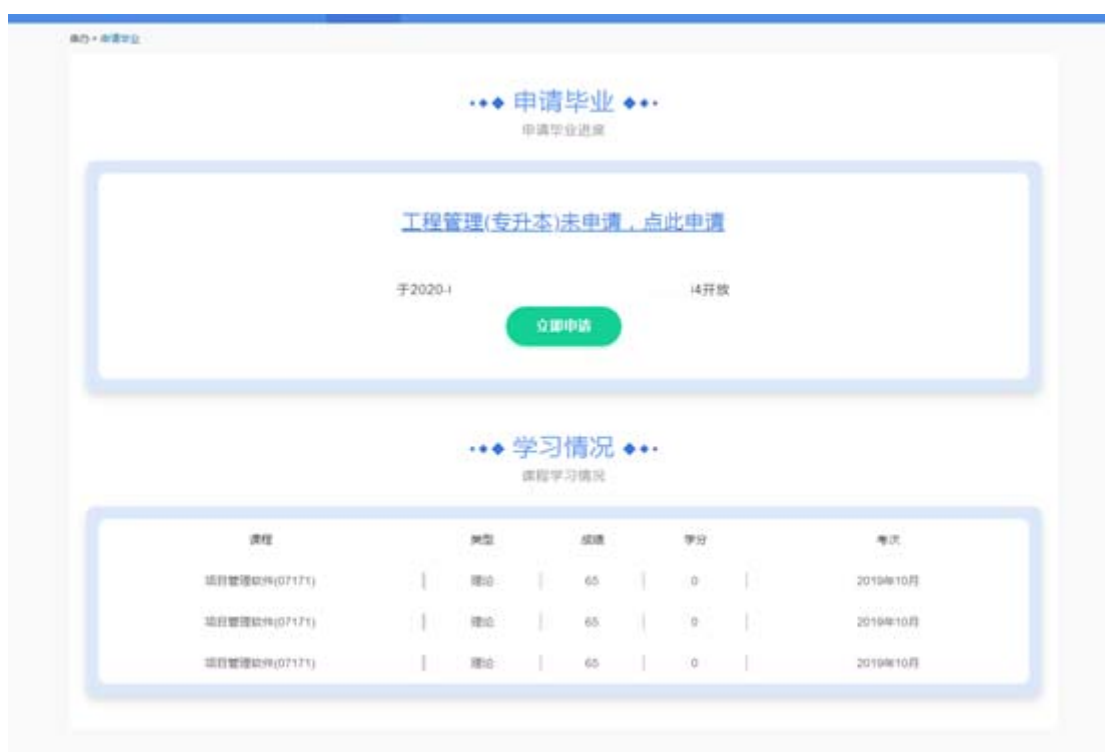 申请毕业
申请毕业
申请毕业进度
工程管理(专升本)未申请，点此申请
于2020- 4开放
立即申请
学习情况
课程学习情况
课程 类型 成绩 学分 考次
项目管理软件(07171) 理论 65 0 2019年10月
项目管理软件(07171) 理论 65 0 2019年10月
项目管理软件(07171) 理论 65 0 2019年10月